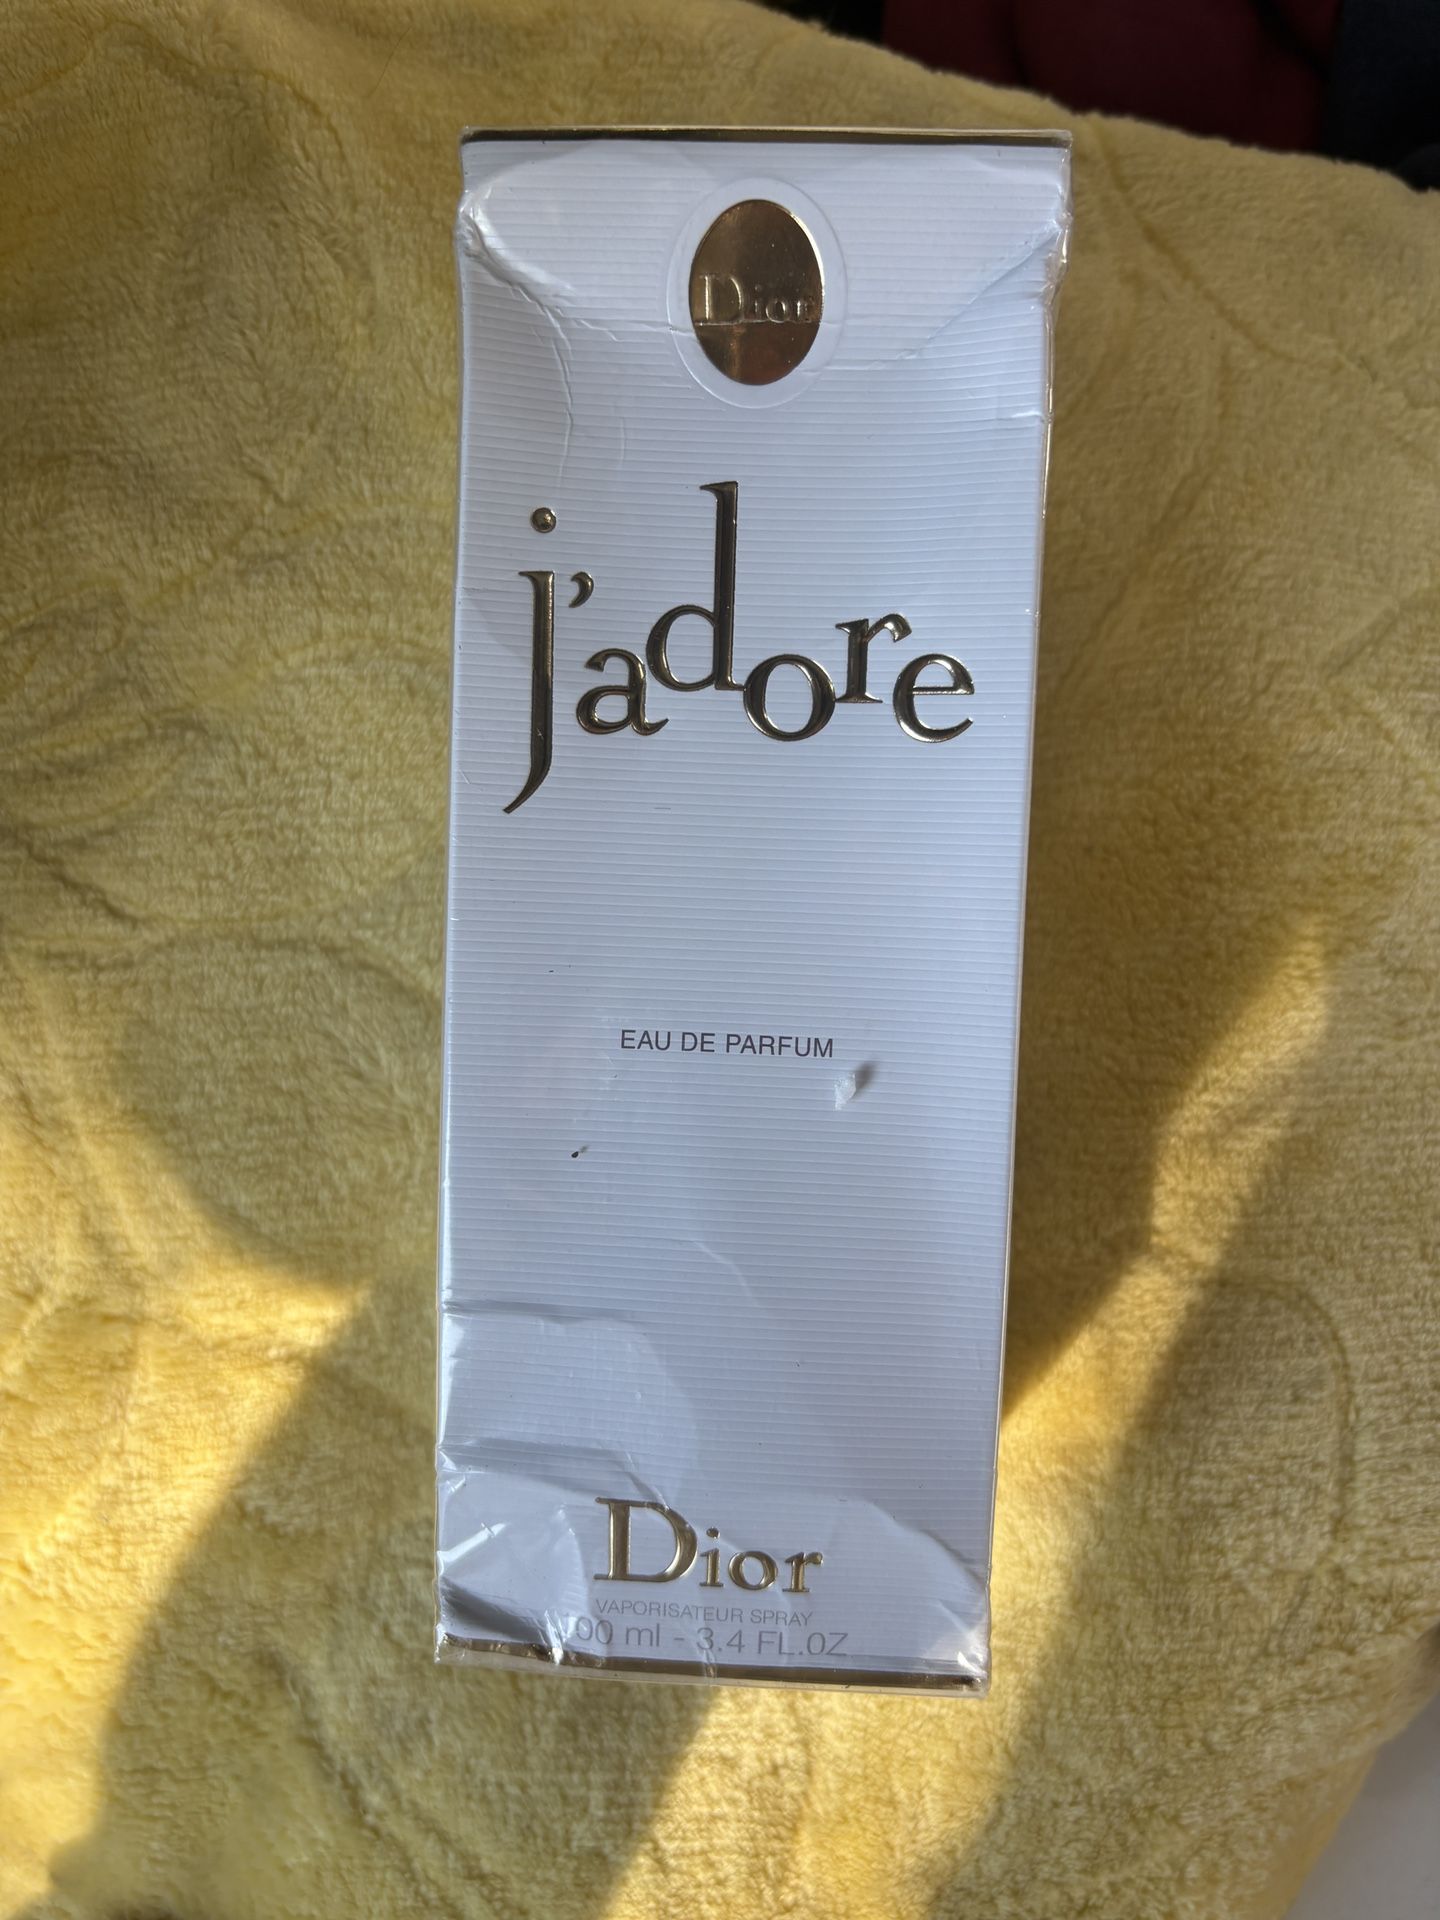 Dior
j'adore
EAU DE PARFUM
Dior
VAPORISATEUR SPRAY
100 ml - 3.4 FL.OZ